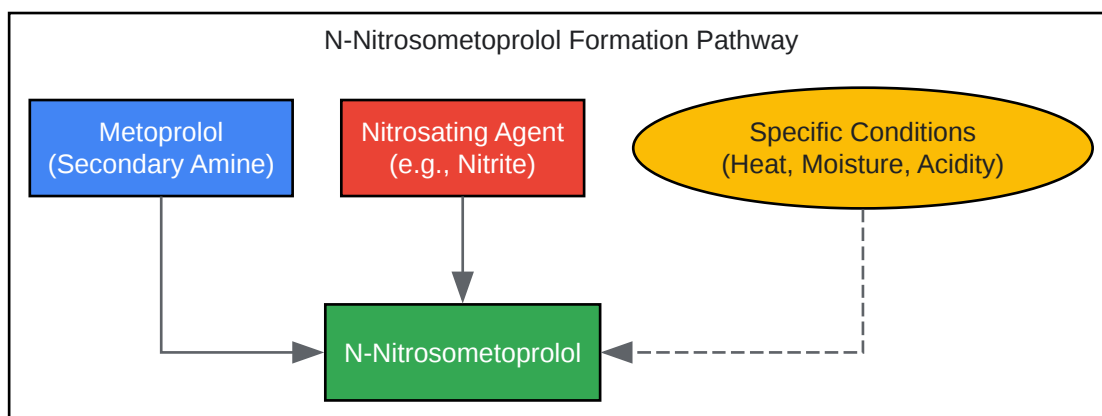 N-Nitrosometoprolol Formation Pathway
Metoprolol
(Secondary Amine)
Nitrosating Agent
(e.g., Nitrite)
Specific Conditions
(Heat, Moisture, Acidity)
N-Nitrosometoprolol